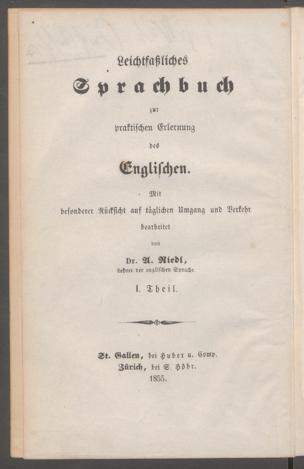 Leichtfaßliches
Sprachbuch
zur
praktischen Erlernung
des
Englischen.
Mit
besonderer Rücksicht auf täglichen Umgang und Verkehr
bearbeitet
von
Dr. A. Riedl,
Lehrer der englischen Sprache.
I. Theil.
St. Gallen, bei Huber u. Comp.
Zürich, bei S. Höhr.
1855.